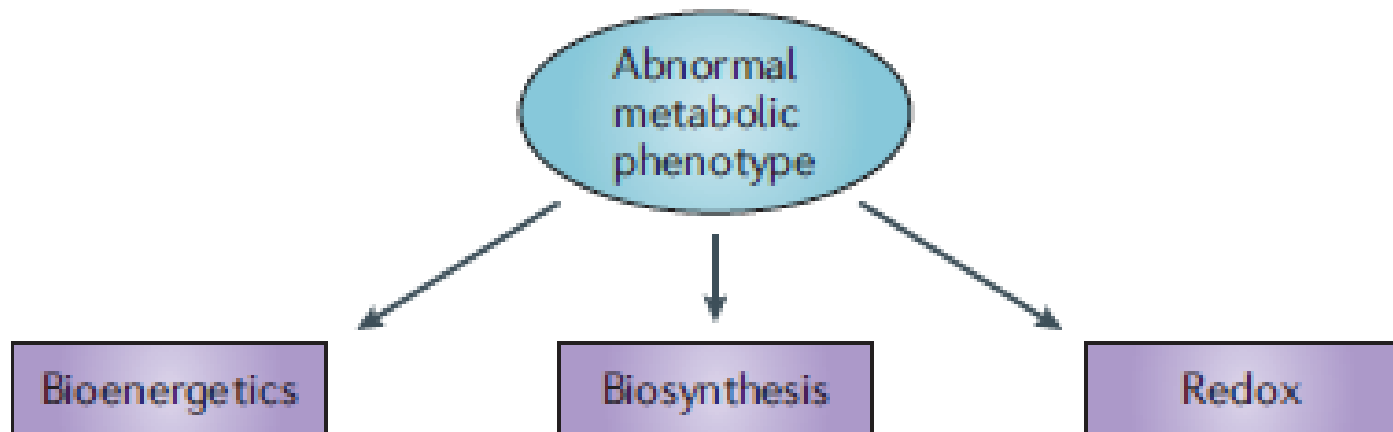 Abnormal
metabolic
phenotype
Bioenergetics
Biosynthesis
Redox